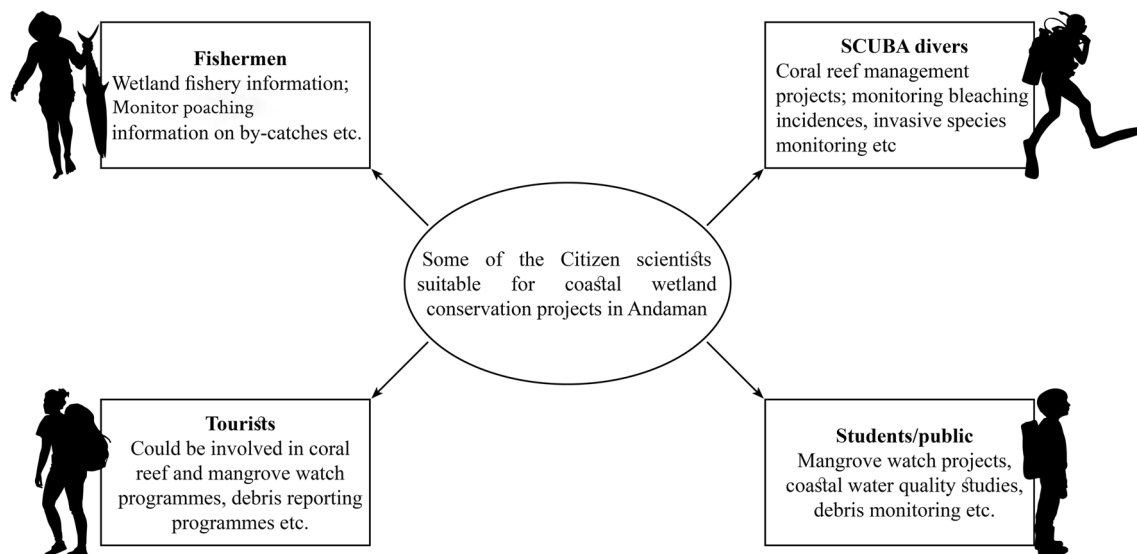 Fishermen
Wetland fishery information;
Monitor poaching
information on by-catches etc.
SCUBA divers
Coral reef management
projects; monitoring bleaching
incidences, invasive species
monitoring etc
Some of the Citizen scientists
suitable for coastal wetland
conservation projects in Andaman
Tourists
Could be involved in coral
reef and mangrove watch
programmes, debris reporting
programmes etc.
Students/public
Mangrove watch projects,
coastal water quality studies,
debris monitoring etc.